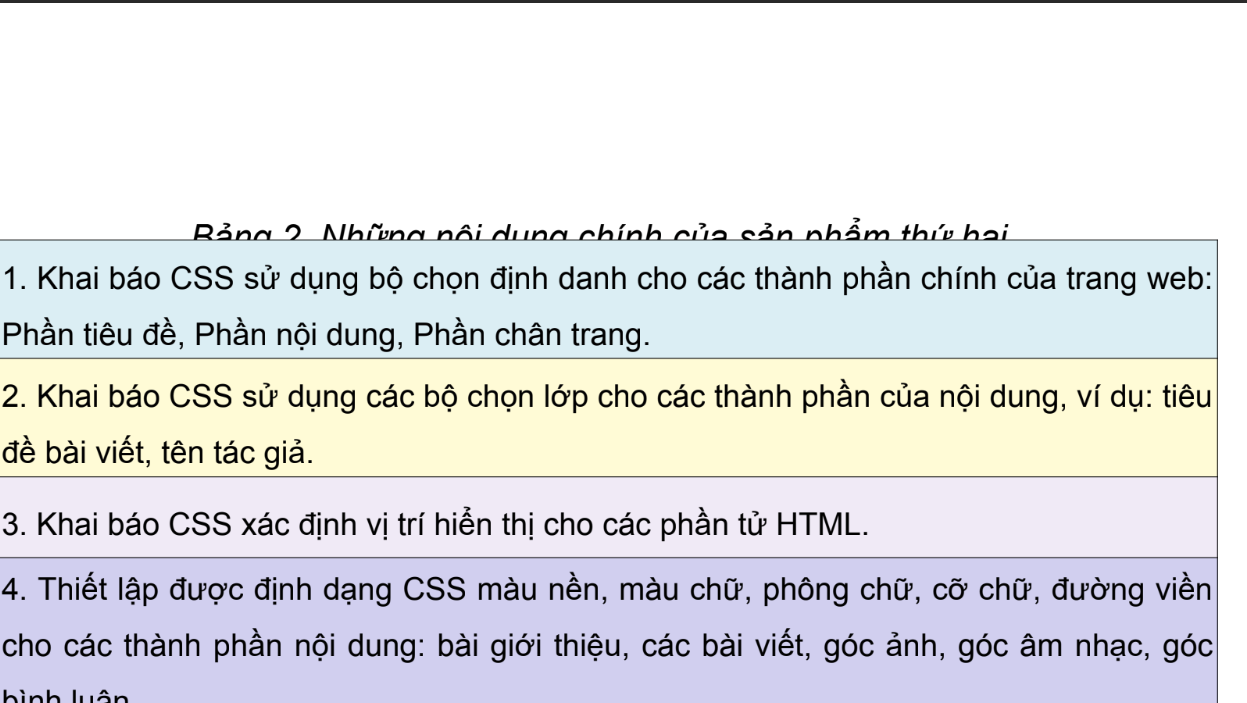 Bảng 2. Những nội dung chính của sản phẩm thứ hai
1. Khai báo CSS sử dụng bộ chọn định danh cho các thành phần chính của trang web:
Phần tiêu đề, Phần nội dung, Phần chân trang.
2. Khai báo CSS sử dụng các bộ chọn lớp cho các thành phần của nội dung, ví dụ: tiêu
đề bài viết, tên tác giả.
3. Khai báo CSS xác định vị trí hiển thị cho các phần tử HTML.
4. Thiết lập được định dạng CSS màu nền, màu chữ, phông chữ, cỡ chữ, đường viền
cho các thành phần nội dung: bài giới thiệu, các bài viết, góc ảnh, góc âm nhạc, góc
bình luận